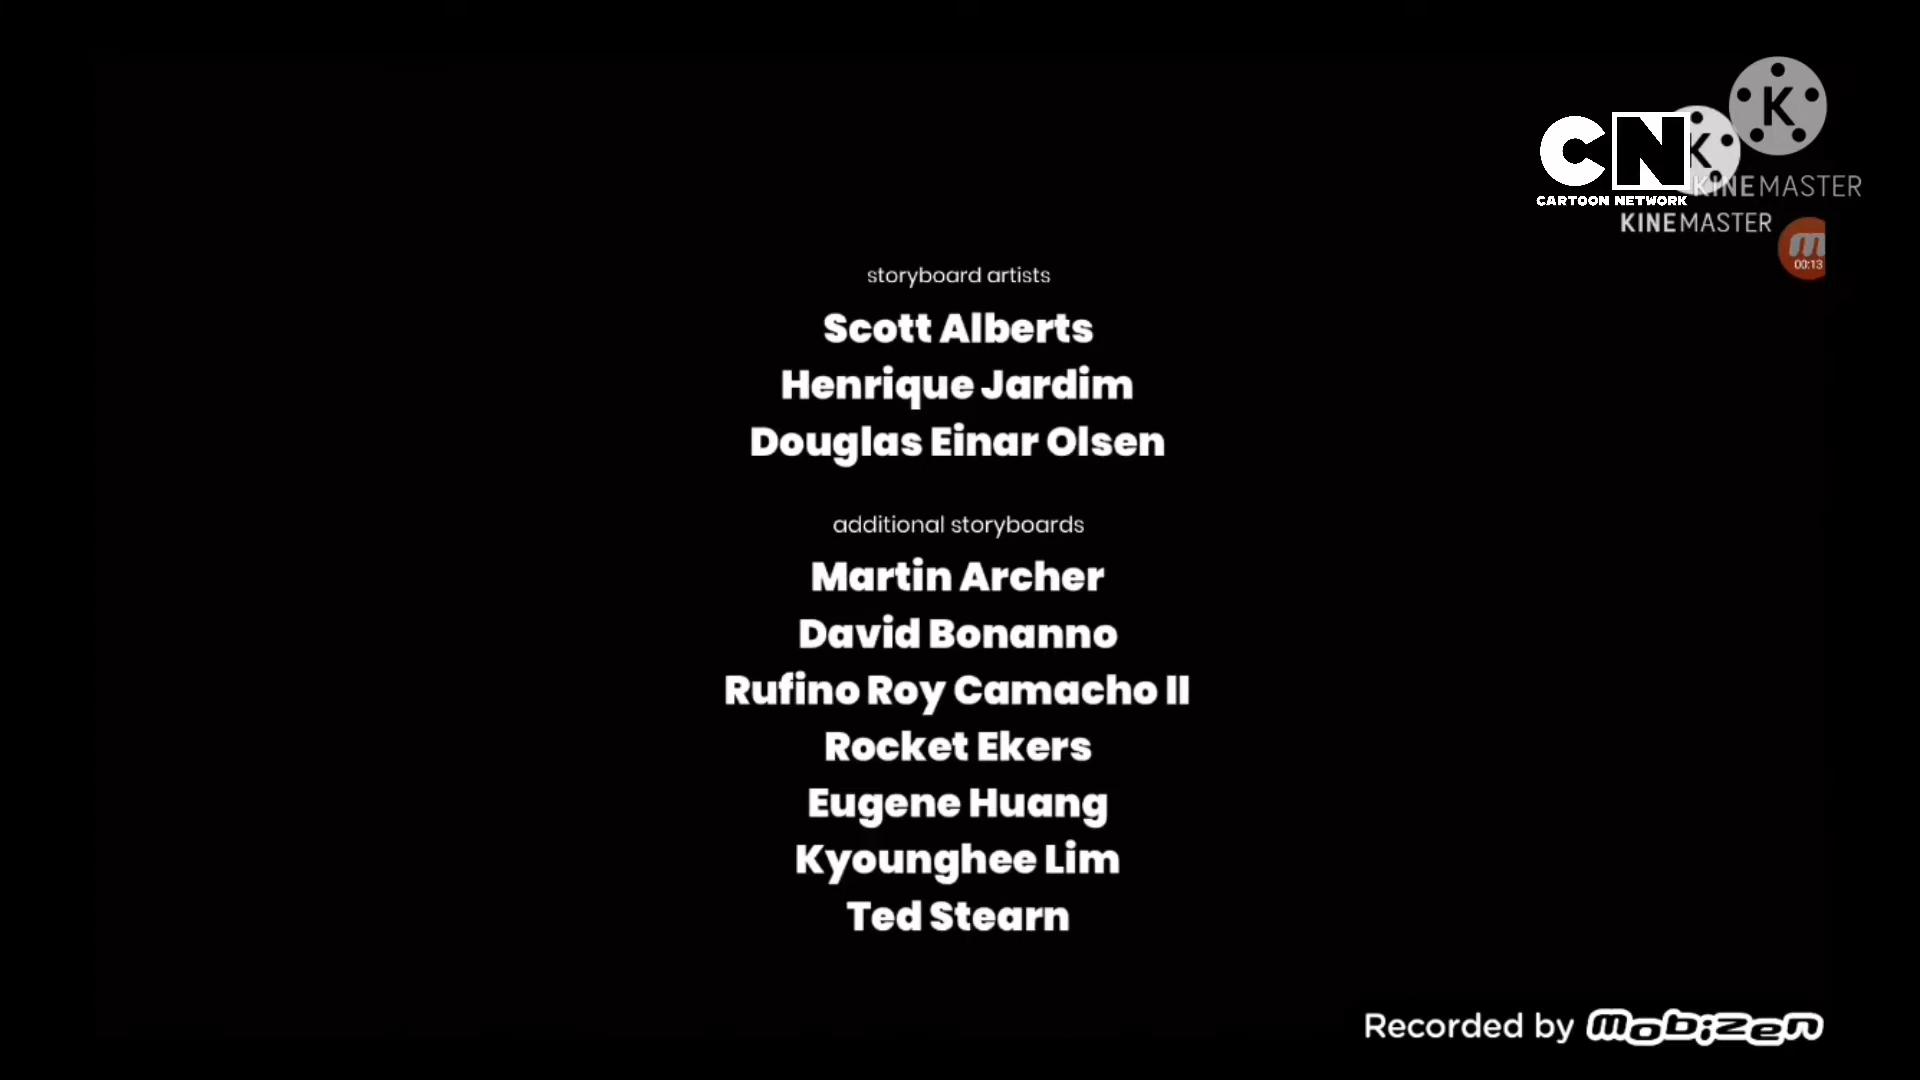 K
CN K
CARTOON NETWORK
KINEMASTER
KINEMASTER
00:13
storyboard artists
Scott Alberts
Henrique Jardim
Douglas Einar Olsen
additional storyboards
Martin Archer
David Bonanno
Rufino Roy Camacho II
Rocket Ekers
Eugene Huang
Kyounghee Lim
Ted Stearn
Recorded by mobizen